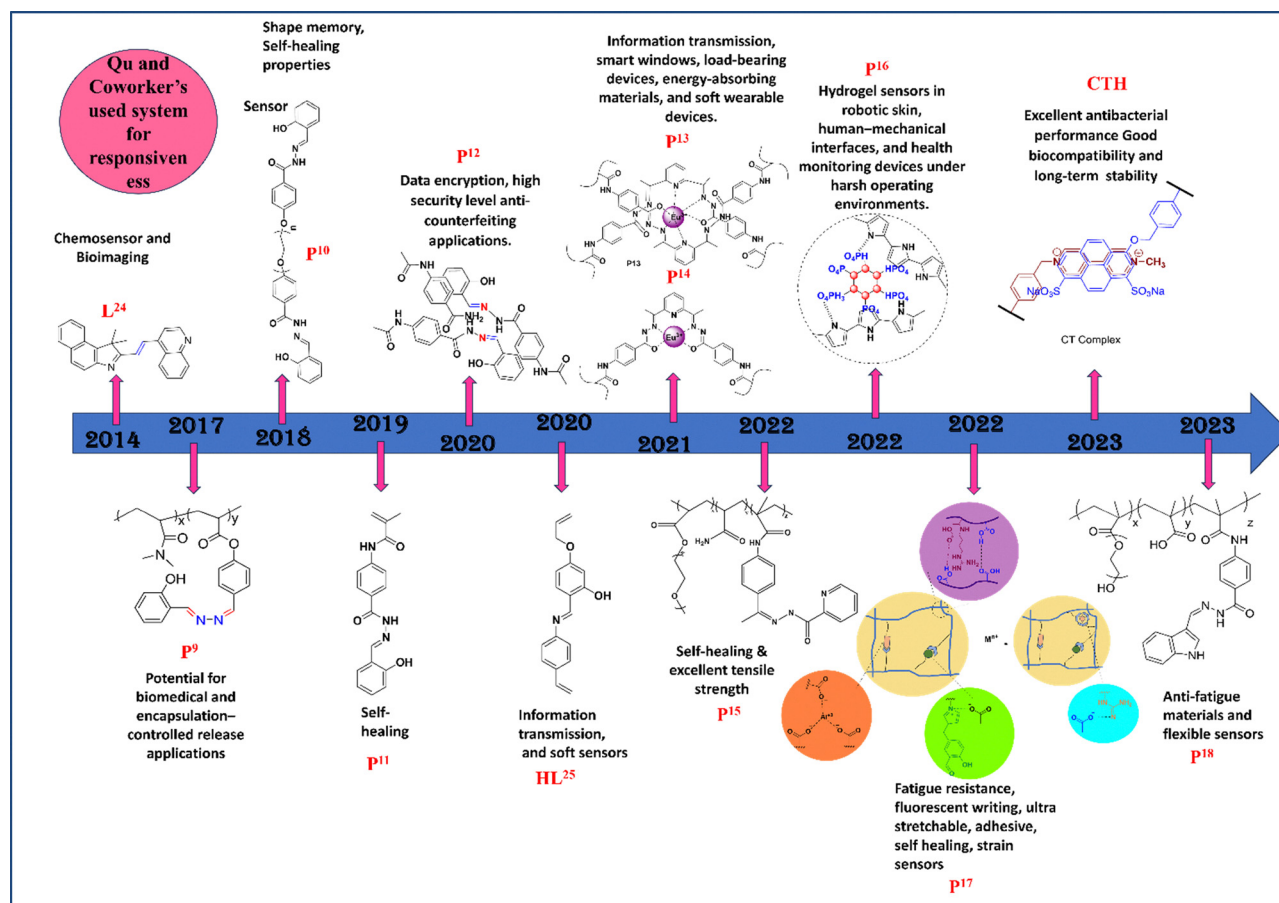 Qu and
Coworker's
used system
for
responsiven
ess
Shape memory,
Self-healing
properties
Sensor
P10
Chemosensor and
Bioimaging
L24
P12
Data encryption, high
security level anti-
counterfeiting
applications.
Information transmission,
smart windows, load-bearing
devices, energy-absorbing
materials, and soft wearable
devices.
P13
P13
P14
P16
Hydrogel sensors in
robotic skin,
human–mechanical
interfaces, and health
monitoring devices under
harsh operating
environments.
CTH
Excellent antibacterial
performance Good
biocompatibility and
long-term stability
CT Complex
2014
2017
2018
2019
2020
2020
2021
2022
2022
2022
2023
2023
P9
Potential for
biomedical and
encapsulation–
controlled release
applications
Self-
healing
P11
Information
transmission,
and soft sensors
HL25
Self-healing &
excellent tensile
strength
P15
Fatigue resistance,
fluorescent writing, ultra
stretchable, adhesive,
self healing, strain
sensors
P17
Anti-fatigue
materials and
flexible sensors
P18